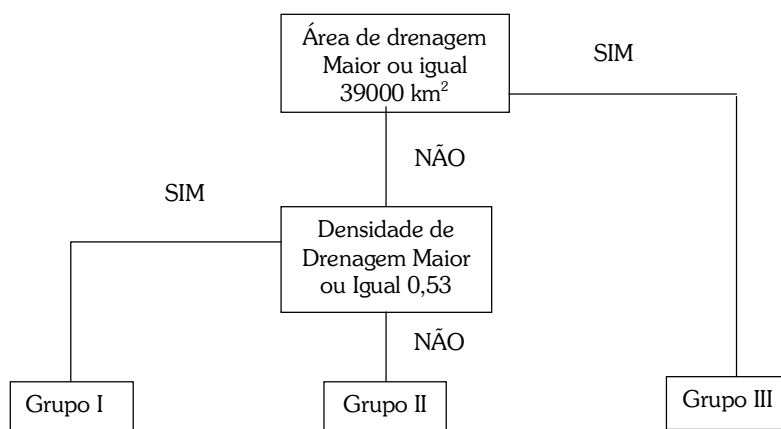 Área de drenagem
Maior ou igual
39000 km²
SIM
NÃO
SIM
Densidade de
Drenagem Maior
ou Igual 0,53
NÃO
Grupo I
Grupo II
Grupo III